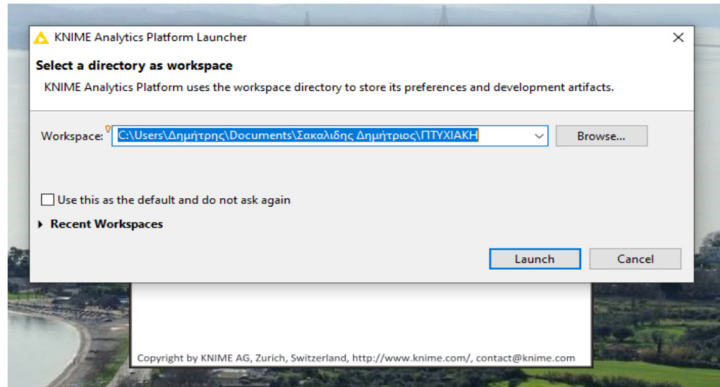 KNIME Analytics Platform Launcher
Select a directory as workspace
KNIME Analytics Platform uses the workspace directory to store its preferences and development artifacts.
Workspace: C:\Users\Δημήτρης\Documents\Σακαλιδης Δημήτριος\ΠΤΥΧΙΑΚΗ Browse...
Use this as the default and do not ask again
Recent Workspaces
Launch Cancel
Copyright by KNIME AG, Zurich, Switzerland, http://www.knime.com/, contact@knime.com